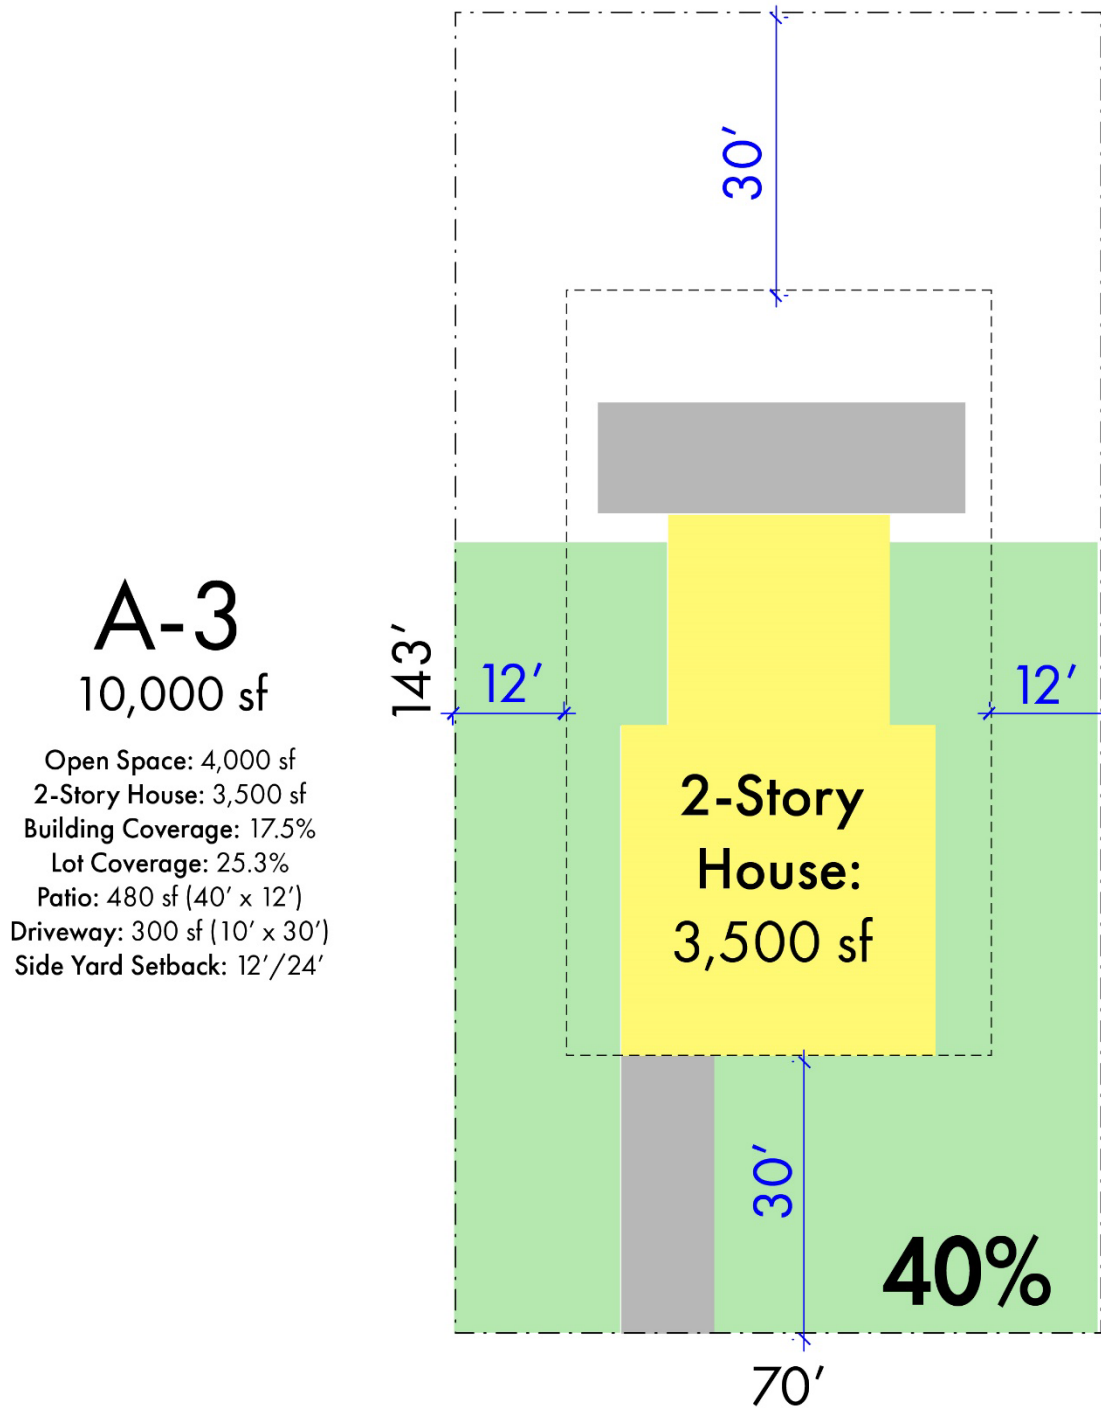 A-3
10,000 sf
Open Space: 4,000 sf
2-Story House: 3,500 sf
Building Coverage: 17.5%
Lot Coverage: 25.3%
Patio: 480 sf (40' x 12')
Driveway: 300 sf (10' x 30')
Side Yard Setback: 12'/24'
143'
30'
12'
12'
2-Story
House:
3,500 sf
30'
40%
70'